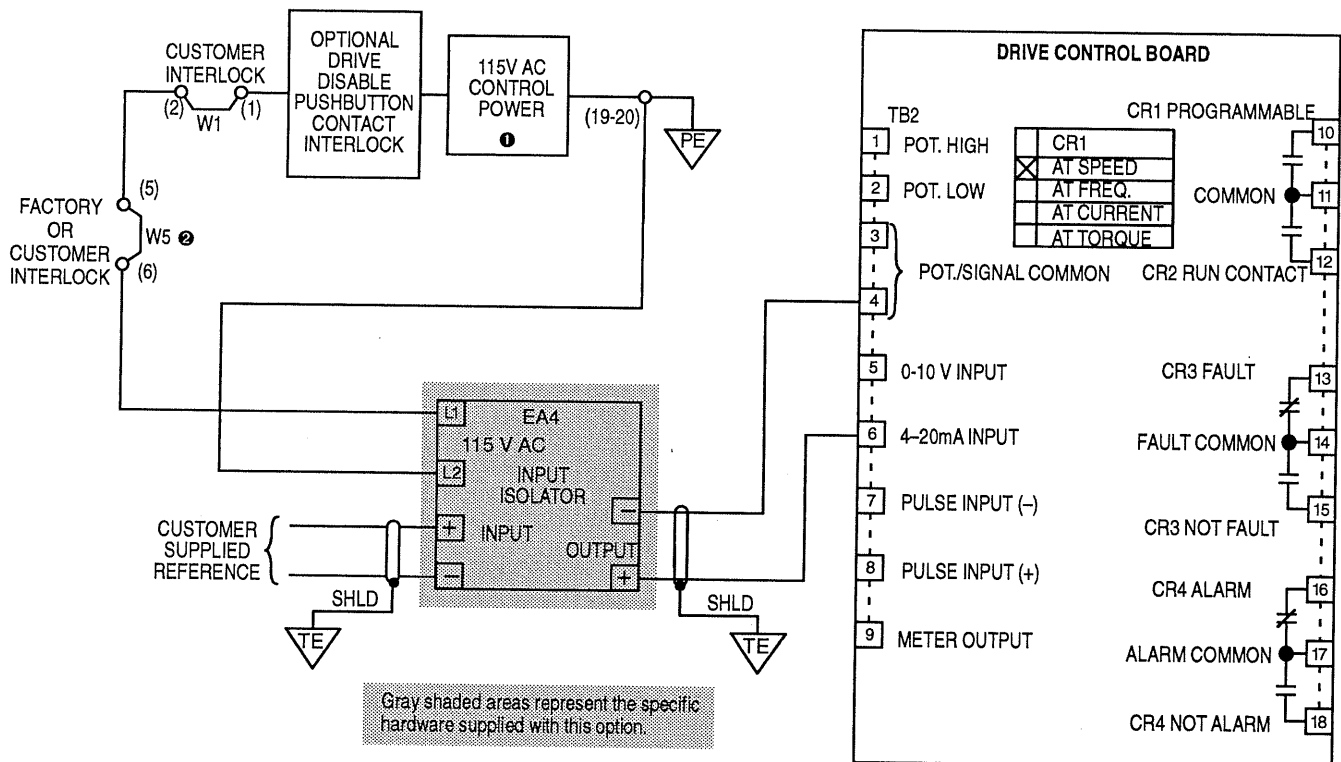 CUSTOMER
INTERLOCK
(2)
(1)
W1
OPTIONAL
DRIVE
DISABLE
PUSHBUTTON
CONTACT
INTERLOCK
115V AC
CONTROL
POWER
❶
(19-20)
PE
(5)
FACTORY
OR
CUSTOMER
INTERLOCK
W5 ❷
(6)
L1
EA4
115 V AC
L2
INPUT
ISOLATOR
−
+
INPUT
OUTPUT
−
+
CUSTOMER
SUPPLIED
REFERENCE
SHLD
TE
SHLD
TE
Gray shaded areas represent the specific
hardware supplied with this option.
DRIVE CONTROL BOARD
TB2
1 POT. HIGH
2 POT. LOW
3
POT./SIGNAL COMMON
4
5 0-10 V INPUT
6 4–20mA INPUT
7 PULSE INPUT (–)
8 PULSE INPUT (+)
9 METER OUTPUT
CR1
AT SPEED
AT FREQ.
AT CURRENT
AT TORQUE
CR1 PROGRAMMABLE
10
COMMON 11
12
CR2 RUN CONTACT
CR3 FAULT 13
FAULT COMMON 14
15
CR3 NOT FAULT
CR4 ALARM 16
ALARM COMMON 17
CR4 NOT ALARM 18